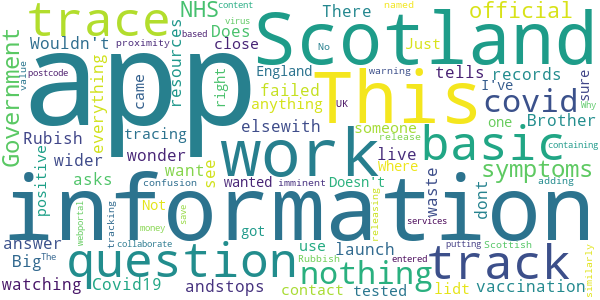 trace NHS There official
Wouldn't Does Just
Government everything resources close Scotland
proximity tells
app came right England I've records
postcode value failed anything sure
based No warning UK This covid
Rubish tracing elsewith someone one Brother
wider wonder see work basic Why
release live Where symptoms
positive asks want wanted imminent Doesn't waste dont containing
Not confusion
information
tracking got services releasing adding
answer question use launch track Scottish
Big The webportal collaborate nothing entered putting
watching save money Rubbish lidt vaccination
Covid19 andstops contact tested similarly
virus content named